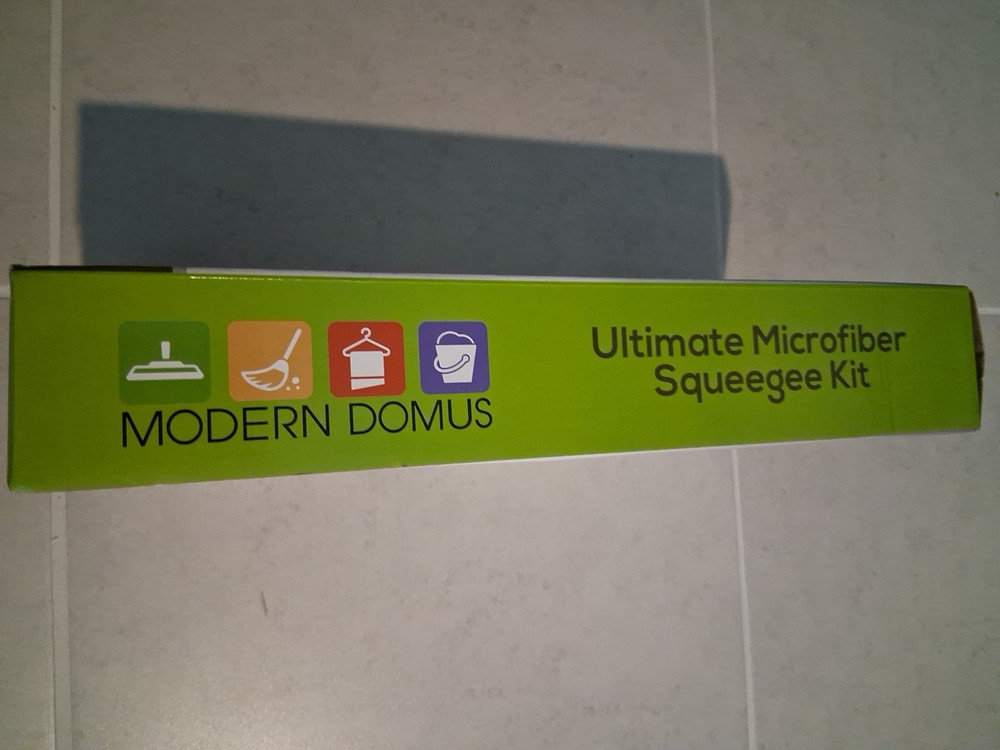 MODERN DOMUS
Ultimate Microfiber
Squeegee Kit